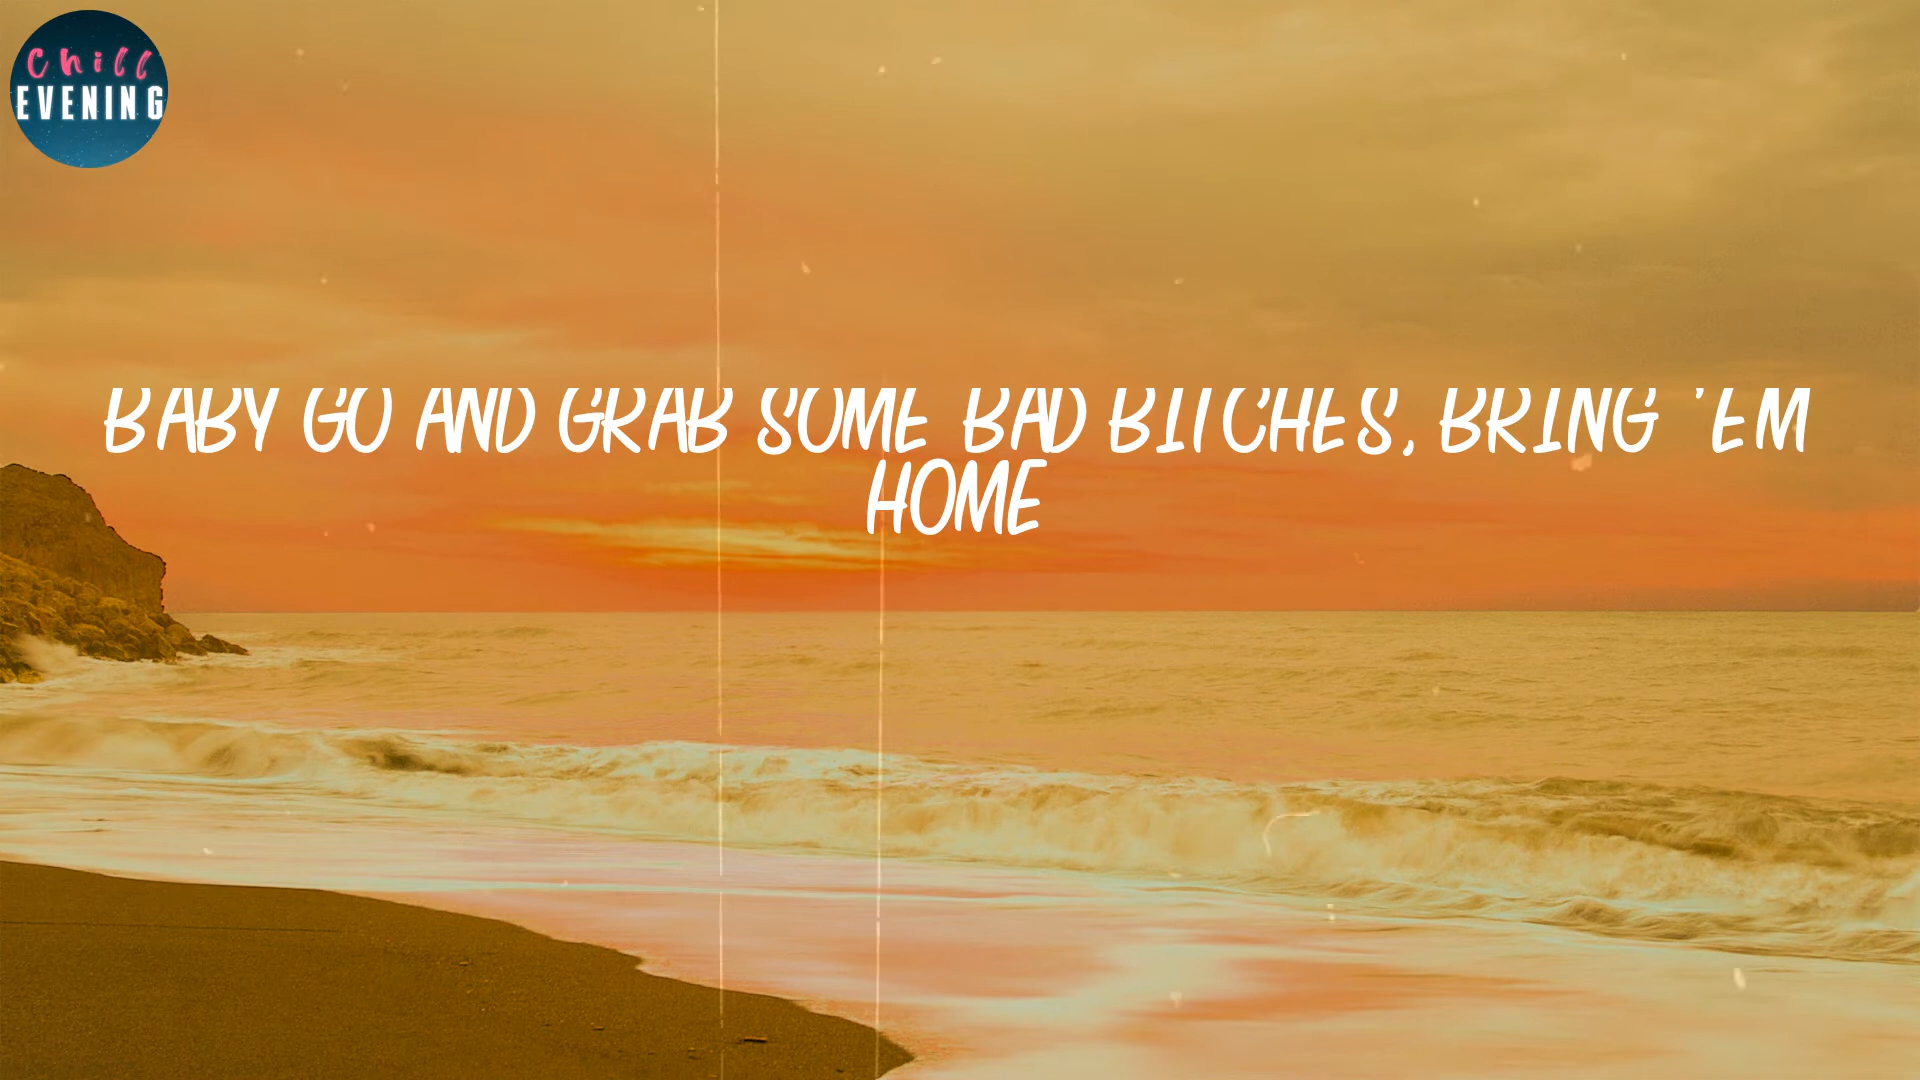 Chill
EVENING
BABY GO AND GRAB SOME BAD BITCHES, BRING 'EM
HOME